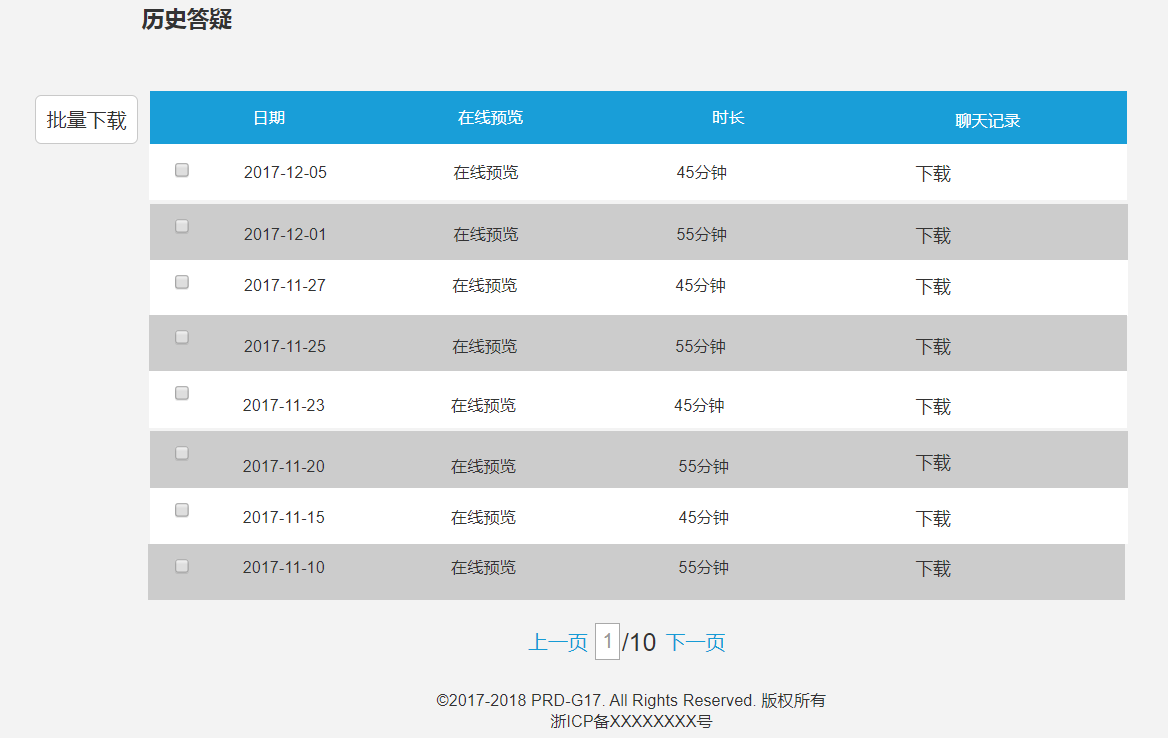 历史答疑
批量下载
日期 在线预览 时长 聊天记录
2017-12-05 在线预览 45分钟 下载
2017-12-01 在线预览 55分钟 下载
2017-11-27 在线预览 45分钟 下载
2017-11-25 在线预览 55分钟 下载
2017-11-23 在线预览 45分钟 下载
2017-11-20 在线预览 55分钟 下载
2017-11-15 在线预览 45分钟 下载
2017-11-10 在线预览 55分钟 下载
上一页 1 /10 下一页
©2017-2018 PRD-G17. All Rights Reserved. 版权所有
浙ICP备XXXXXXXX号